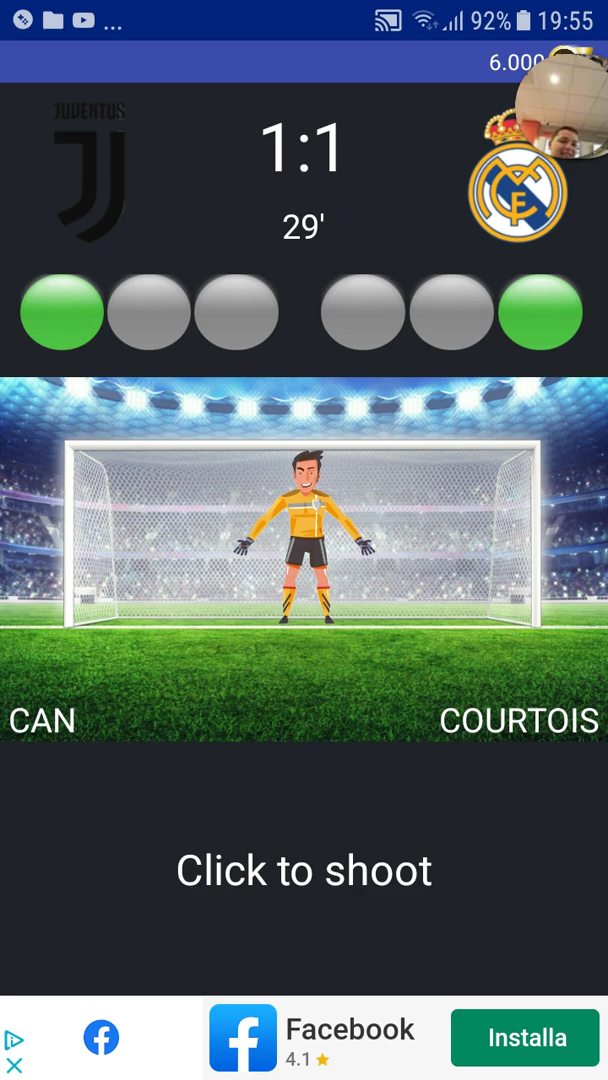 ... 92% 19:55
6.000
JUVENTUS
1:1
29'
CAN COURTOIS
Click to shoot
Facebook
4.1
Installa